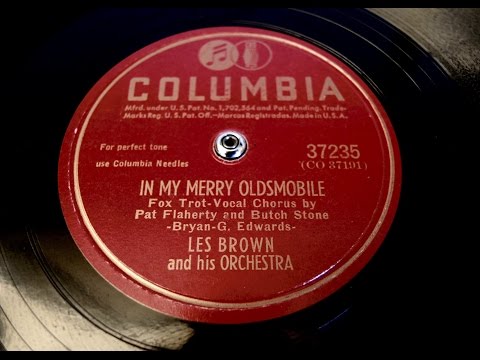 COLUMBIA
Mfrd. under U.S. Pat. No. 1,702,564 and Pat. Pending. Trade-
Marks Reg. U.S. Pat. Off.-Marcas Registradas. Made in U.S.A.
For perfect tone
use Columbia Needles
37235
(CO 37191)
IN MY MERRY OLDSMOBILE
Fox Trot-Vocal Chorus by
Pat Flaherty and Butch Stone
-Bryan-G. Edwards-
LES BROWN
and his ORCHESTRA